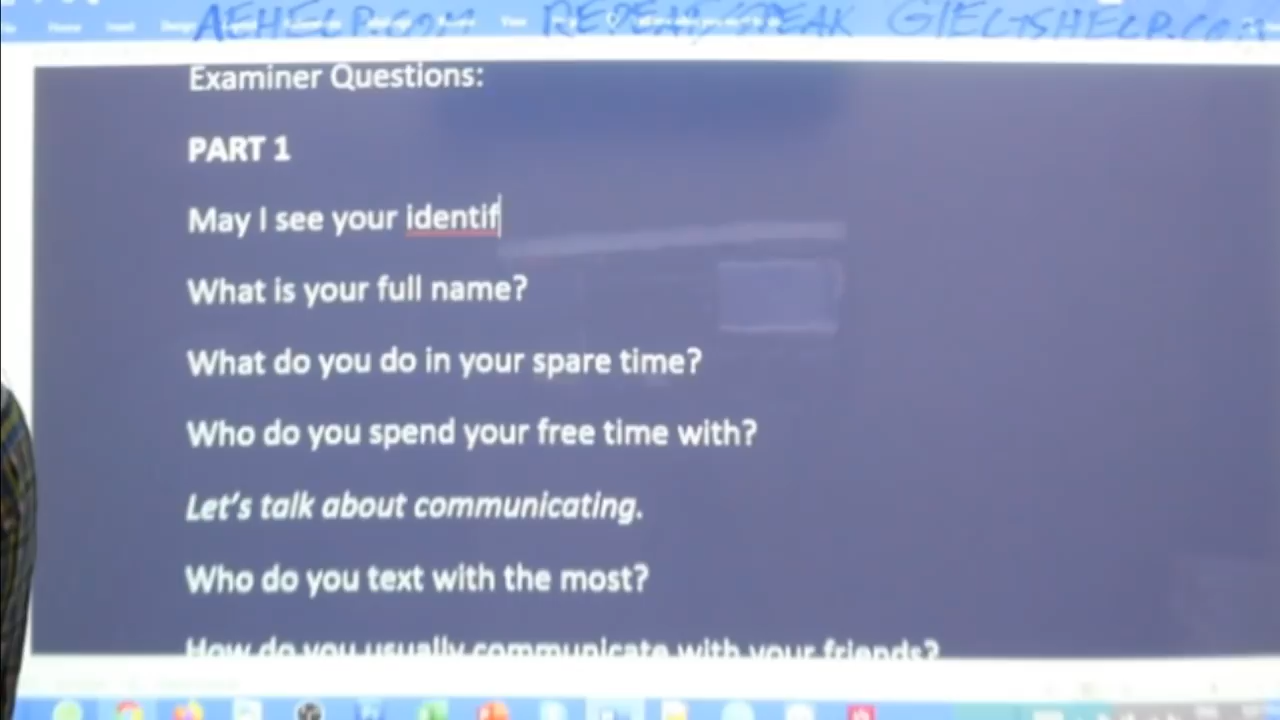 AEHELP.COM REPEAT/SPEAK GIELTSHELP.COM
Examiner Questions:
PART 1
May I see your identif
What is your full name?
What do you do in your spare time?
Who do you spend your free time with?
Let's talk about communicating.
Who do you text with the most?
How do you usually communicate with your friends?